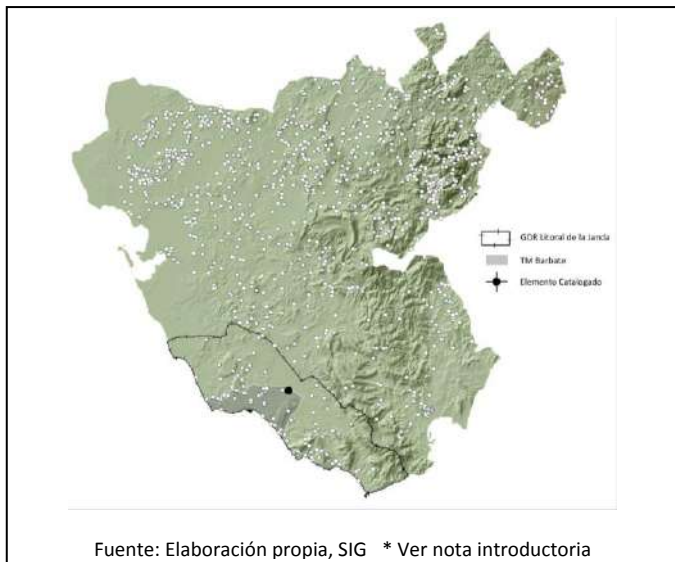 GDR Litoral de la Janda
TM Barbate
Elemento Catalogado
Fuente: Elaboración propia, SIG * Ver nota introductoria